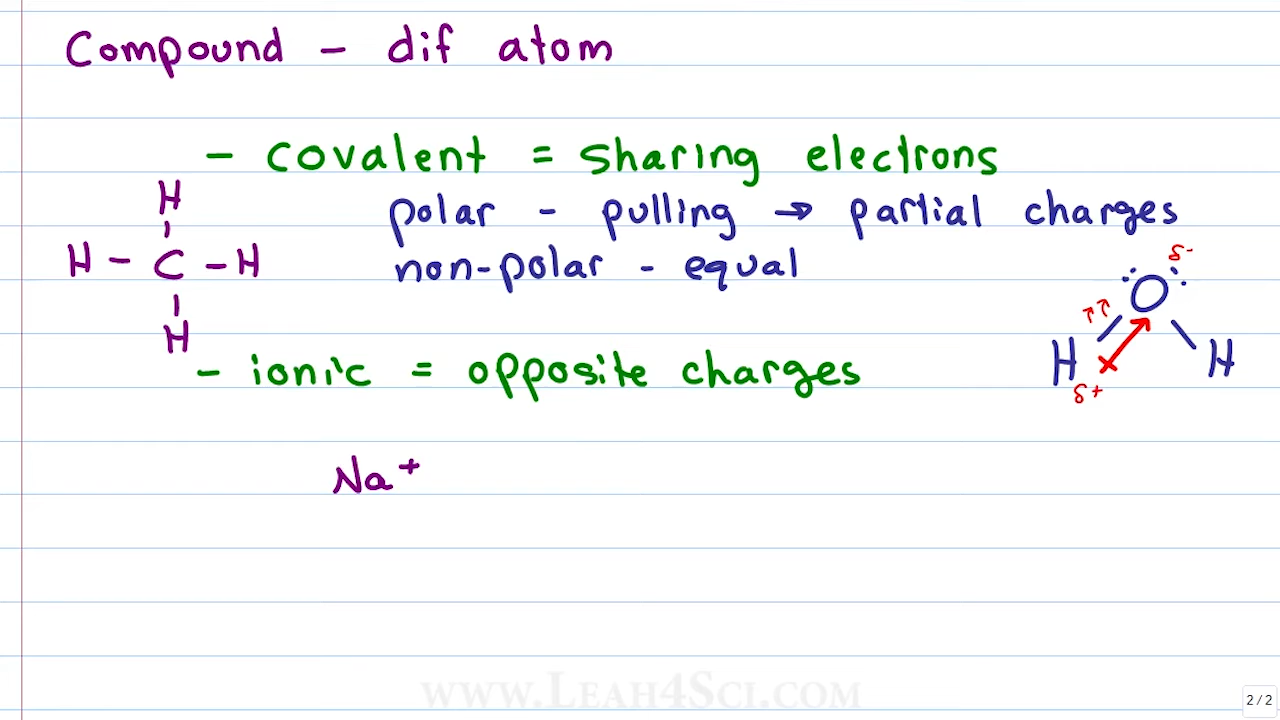 Compound - dif atom
- covalent = sharing electrons
H
polar - pulling → partial charges
H - C - H
non-polar - equal
δ-
O
H
H
H
δ+
- ionic = opposite charges
Na+
www.Leah4Sci.com
2/2